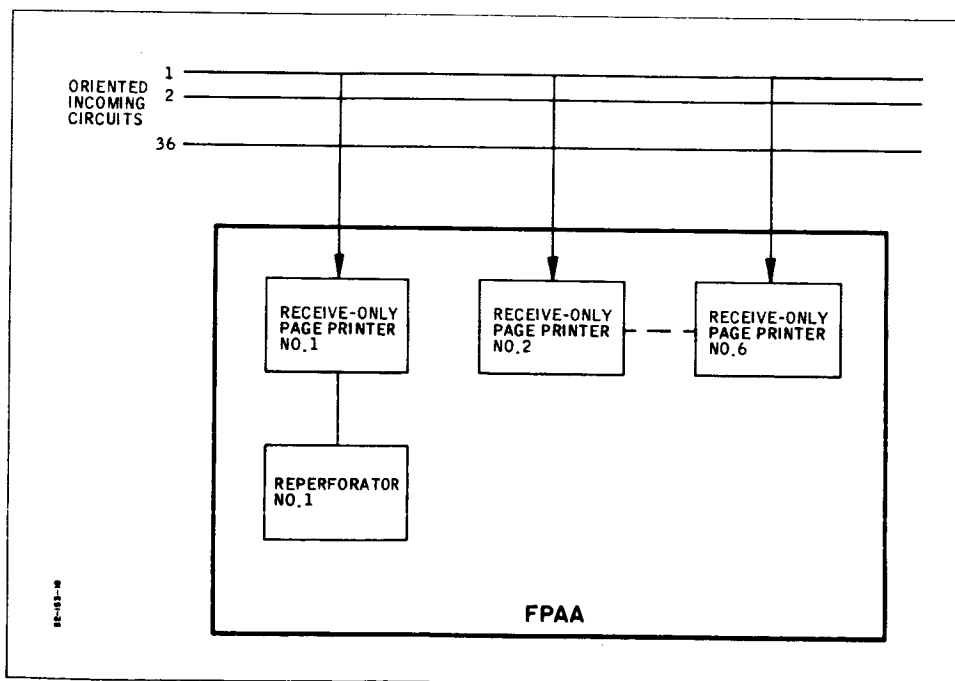 ORIENTED
INCOMING
CIRCUITS
1
2
36
RECEIVE-ONLY
PAGE PRINTER
NO.1
RECEIVE-ONLY
PAGE PRINTER
NO.2
RECEIVE-ONLY
PAGE PRINTER
NO.6
REPERFORATOR
NO.1
FPAA